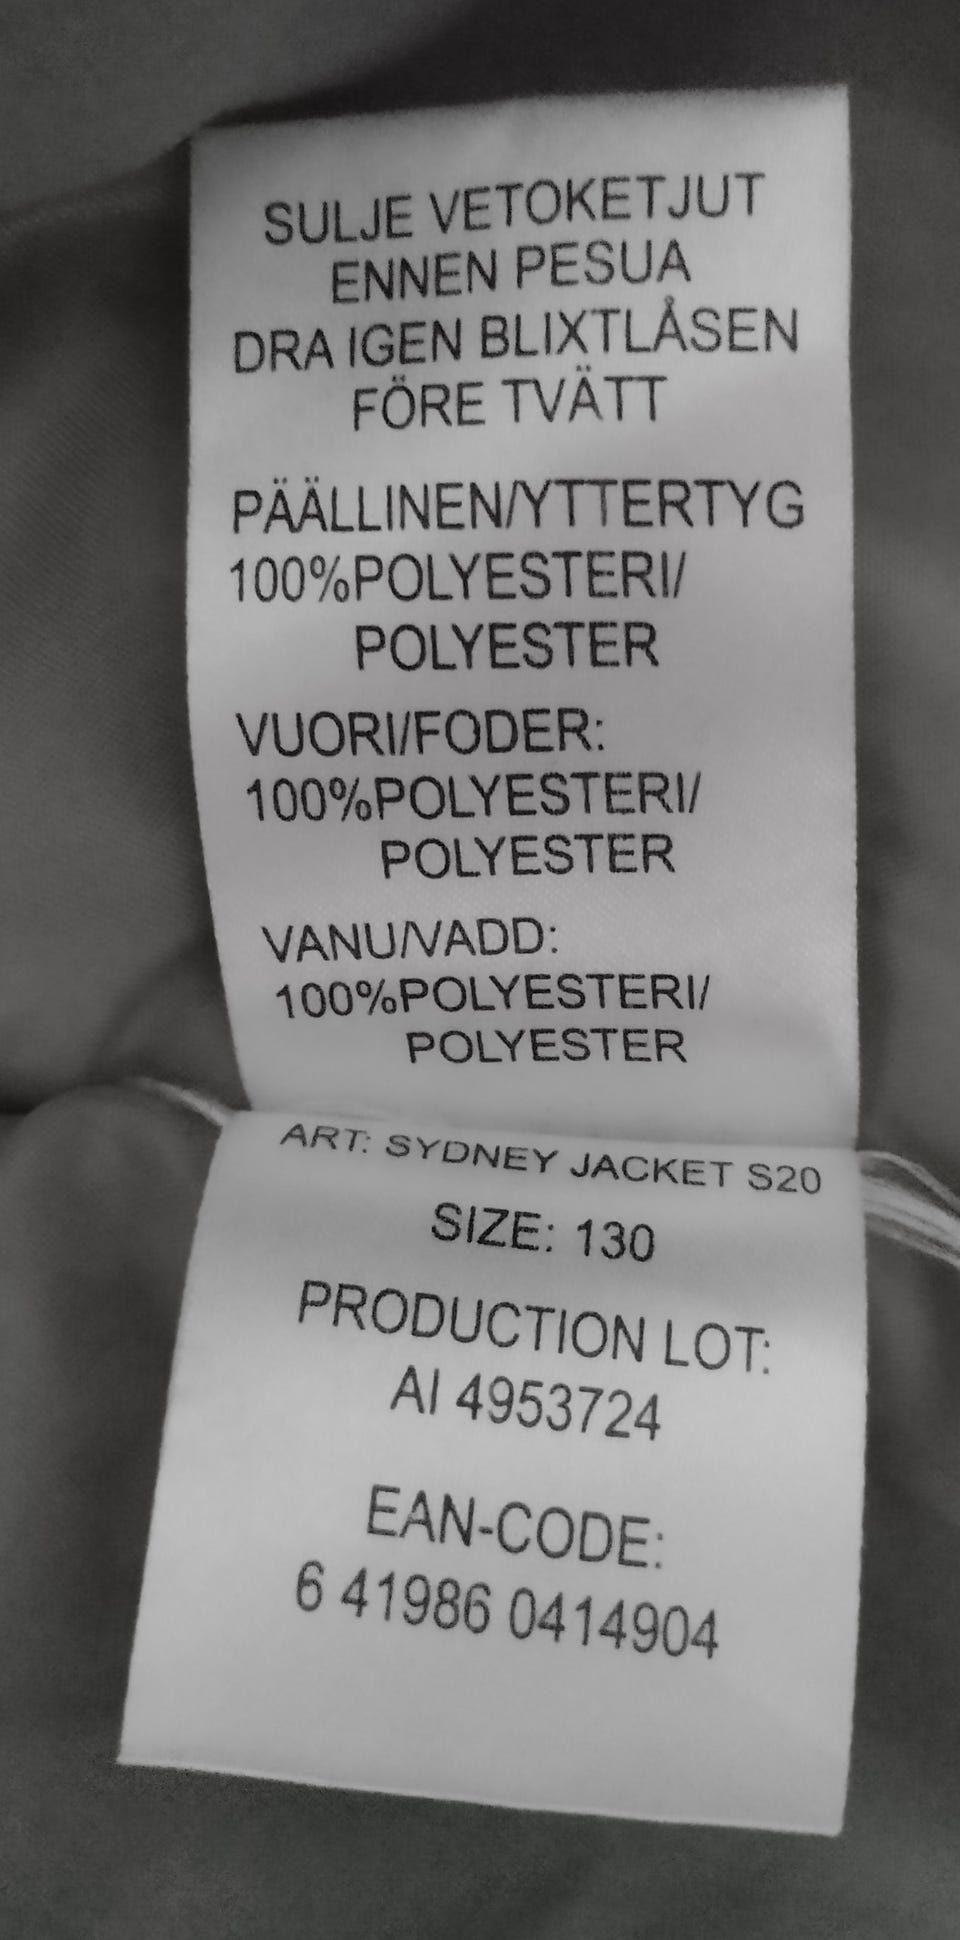 SULJE VETOKETJUT
ENNEN PESUA
DRA IGEN BLIXTLÅSEN
FÖRE TVÄTT
PÄÄLLINEN/YTTERTYG
100%POLYESTERI/
POLYESTER
VUORI/FODER:
100%POLYESTERI/
POLYESTER
VANU/VADD:
100%POLYESTERI/
POLYESTER
ART: SYDNEY JACKET S20
SIZE: 130
PRODUCTION LOT:
AI 4953724
EAN-CODE:
6 41986 0414904